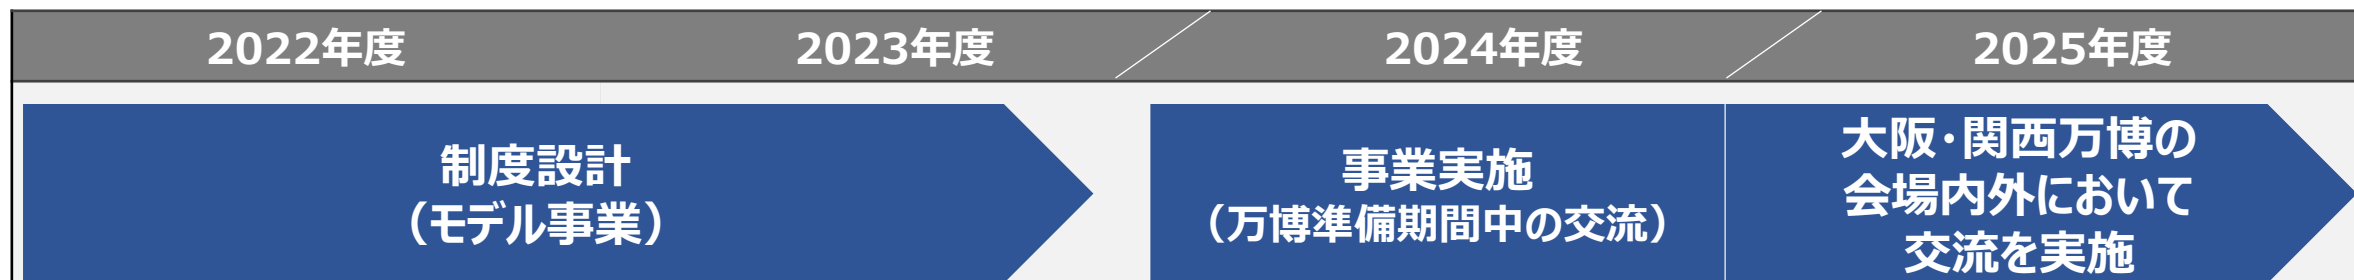 2022年度 2023年度 2024年度 2025年度
制度設計
（モデル事業）
事業実施
（万博準備期間中の交流）
大阪・関西万博の
会場内外において
交流を実施